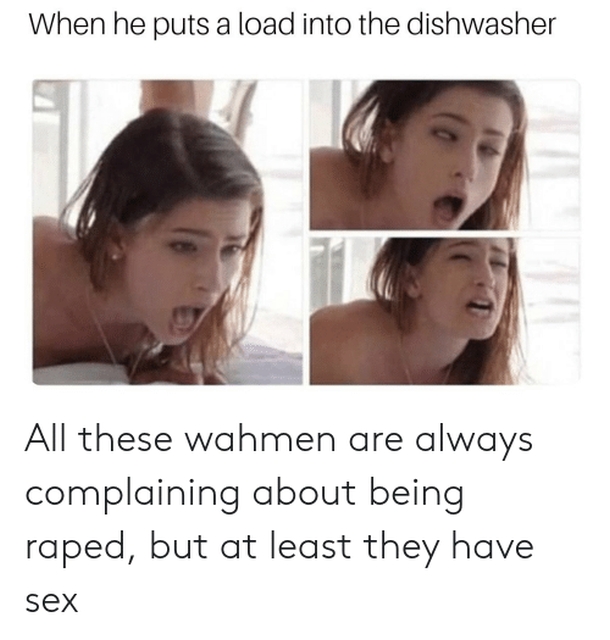 When he puts a load into the dishwasher
All these wahmen are always
complaining about being
raped, but at least they have
sex